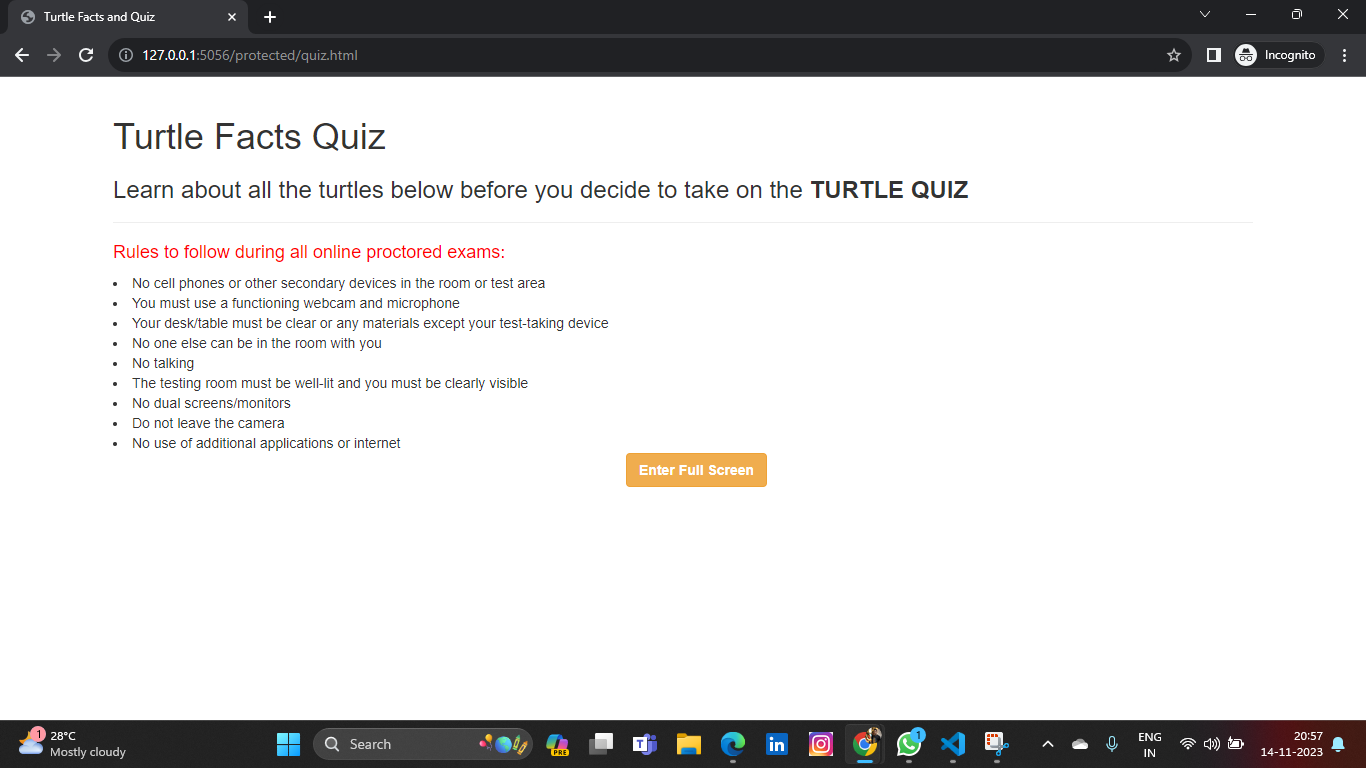 Turtle Facts and Quiz
127.0.0.1:5056/protected/quiz.html
Incognito
Turtle Facts Quiz
Learn about all the turtles below before you decide to take on the TURTLE QUIZ
Rules to follow during all online proctored exams:
No cell phones or other secondary devices in the room or test area
You must use a functioning webcam and microphone
Your desk/table must be clear or any materials except your test-taking device
No one else can be in the room with you
No talking
The testing room must be well-lit and you must be clearly visible
No dual screens/monitors
Do not leave the camera
No use of additional applications or internet
Enter Full Screen
1
28°C
Mostly cloudy
Search
PRE
1
ENG
IN
20:57
14-11-2023